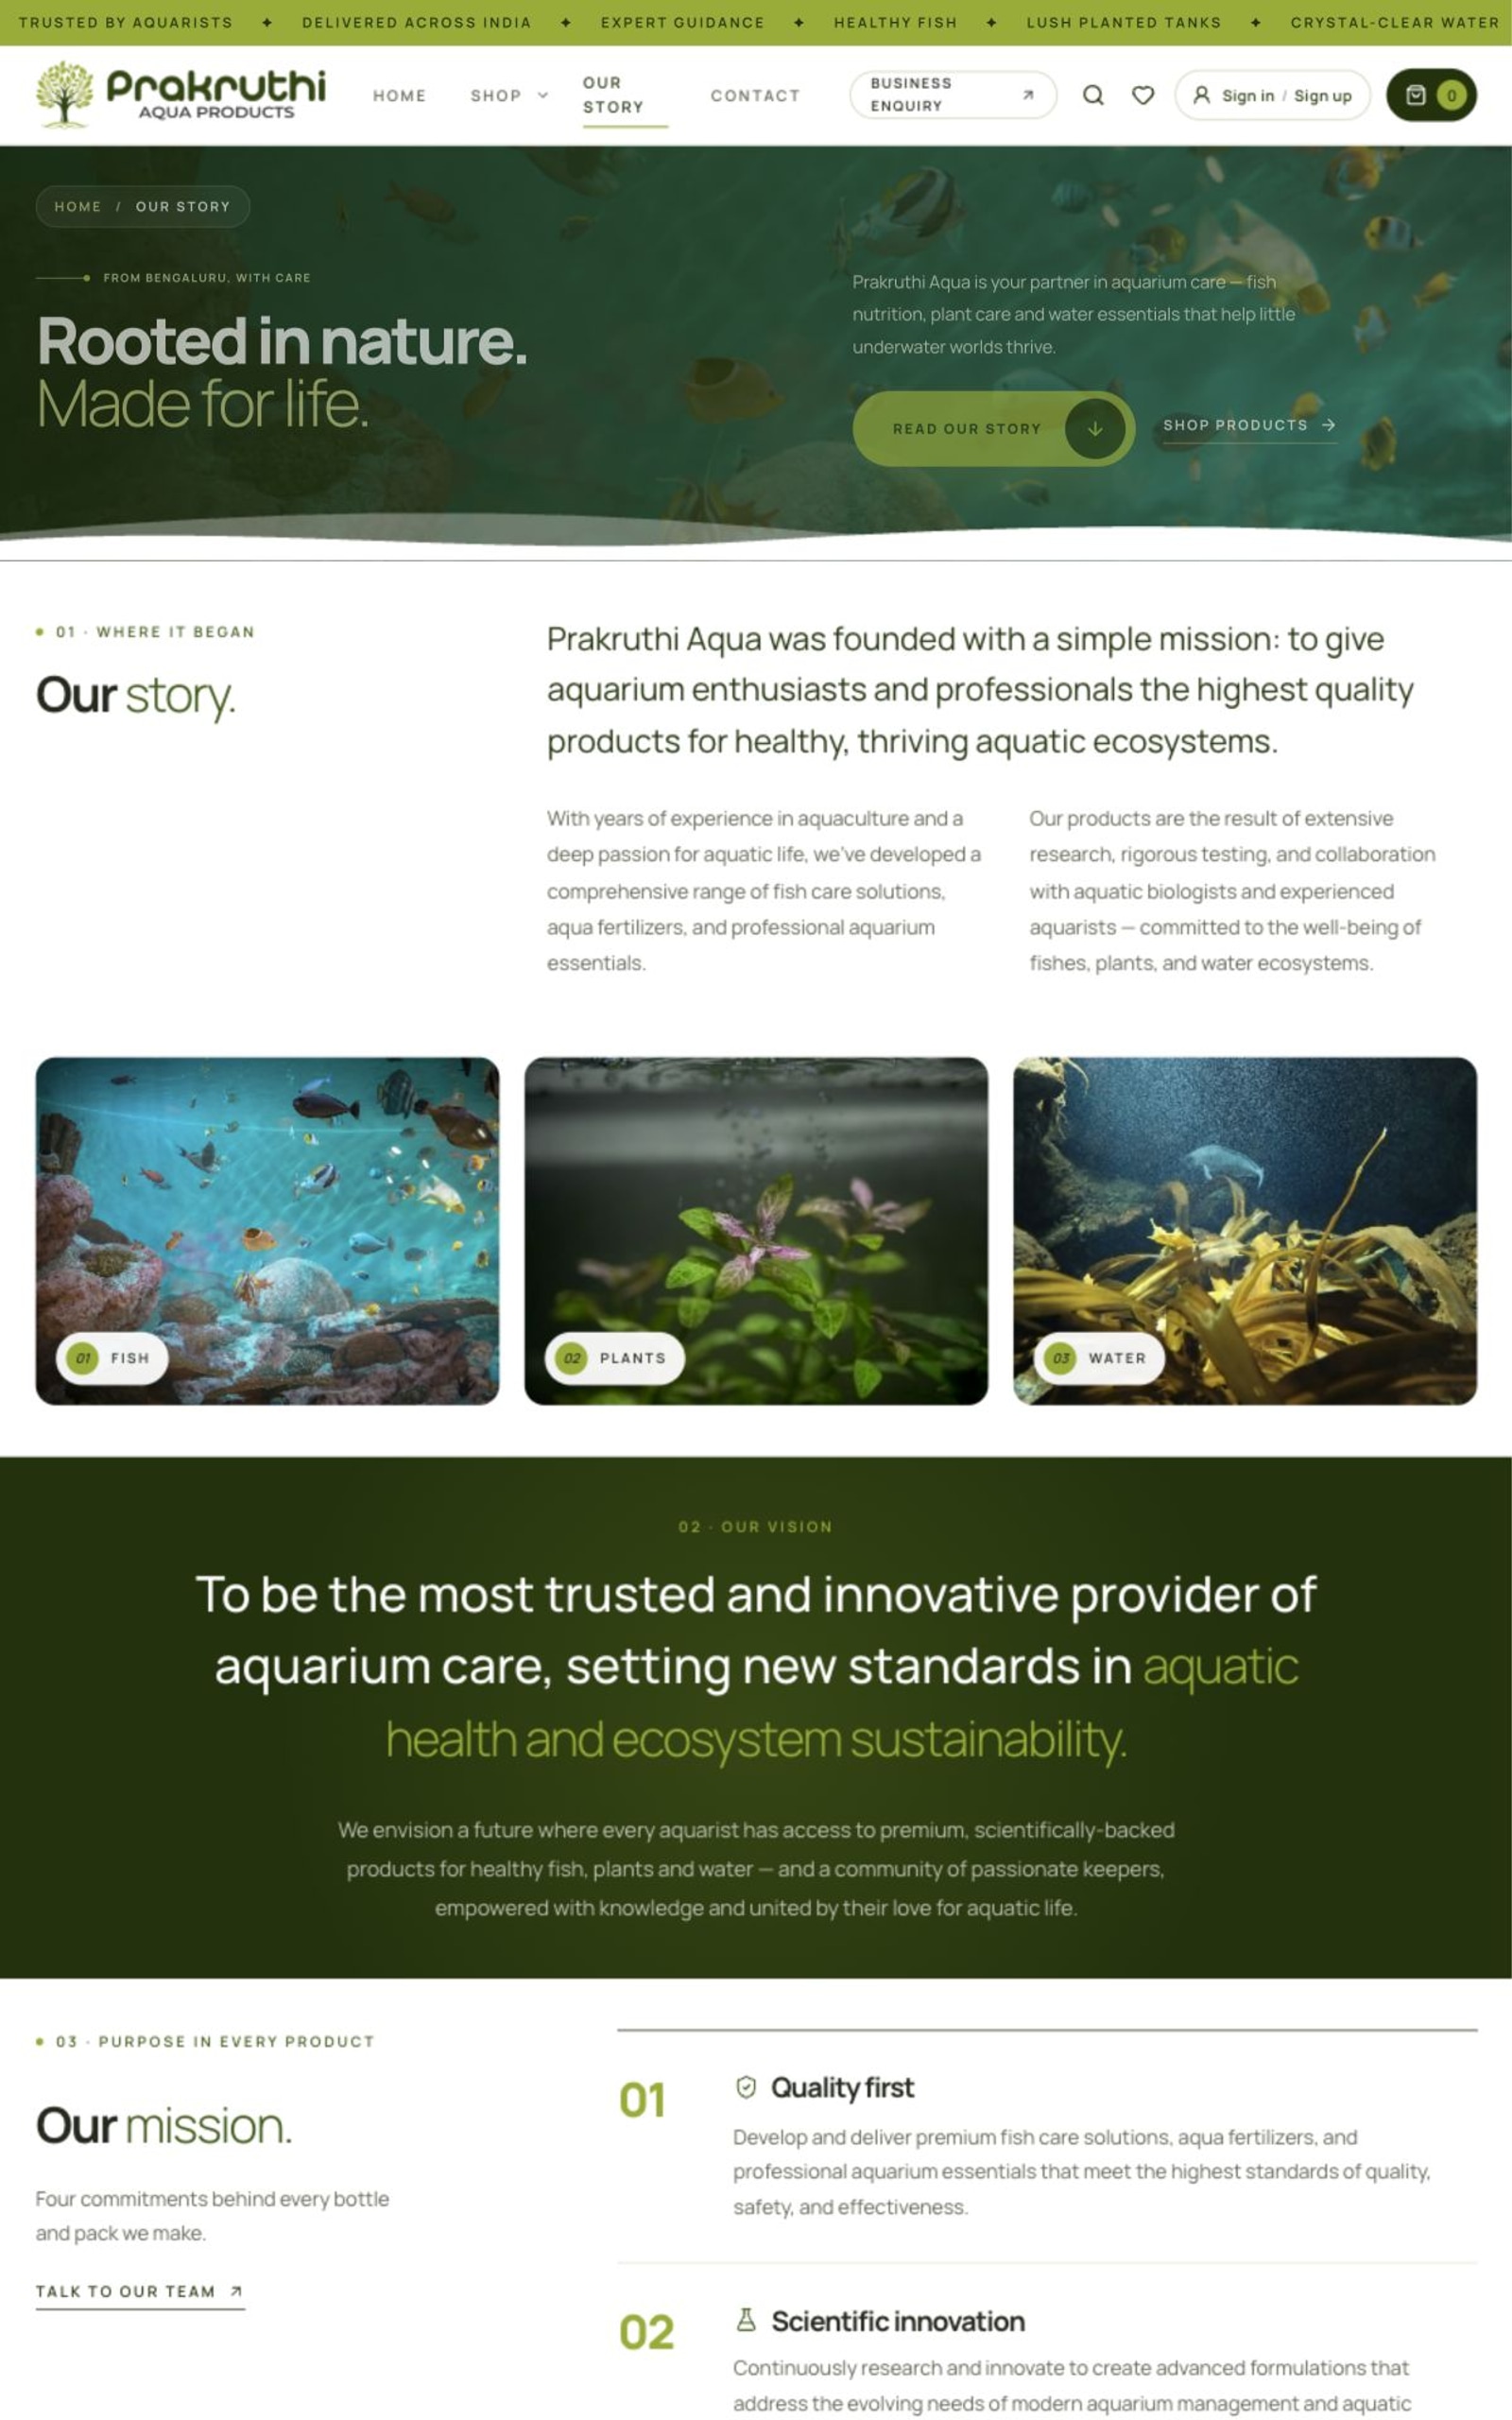 TRUSTED BY AQUARISTS ✦ DELIVERED ACROSS INDIA ✦ EXPERT GUIDANCE ✦ HEALTHY FISH ✦ LUSH PLANTED TANKS ✦ CRYSTAL-CLEAR WATER
Prakruthi
AQUA PRODUCTS
HOME
SHOP
OUR
STORY
CONTACT
BUSINESS
ENQUIRY
Sign in / Sign up
0
HOME / OUR STORY
FROM BENGALURU, WITH CARE
Rooted in nature.
Made for life.
Prakruthi Aqua is your partner in aquarium care — fish
nutrition, plant care and water essentials that help little
underwater worlds thrive.
READ OUR STORY
SHOP PRODUCTS
01 · WHERE IT BEGAN
Our story.
Prakruthi Aqua was founded with a simple mission: to give
aquarium enthusiasts and professionals the highest quality
products for healthy, thriving aquatic ecosystems.
With years of experience in aquaculture and a
deep passion for aquatic life, we've developed a
comprehensive range of fish care solutions,
aqua fertilizers, and professional aquarium
essentials.
Our products are the result of extensive
research, rigorous testing, and collaboration
with aquatic biologists and experienced
aquarists — committed to the well-being of
fishes, plants, and water ecosystems.
01 FISH
02 PLANTS
03 WATER
02 · OUR VISION
To be the most trusted and innovative provider of
aquarium care, setting new standards in aquatic
health and ecosystem sustainability.
We envision a future where every aquarist has access to premium, scientifically-backed
products for healthy fish, plants and water — and a community of passionate keepers,
empowered with knowledge and united by their love for aquatic life.
03 · PURPOSE IN EVERY PRODUCT
Our mission.
Four commitments behind every bottle
and pack we make.
TALK TO OUR TEAM
01
Quality first
Develop and deliver premium fish care solutions, aqua fertilizers, and
professional aquarium essentials that meet the highest standards of quality,
safety, and effectiveness.
02
Scientific innovation
Continuously research and innovate to create advanced formulations that
address the evolving needs of modern aquarium management and aquatic